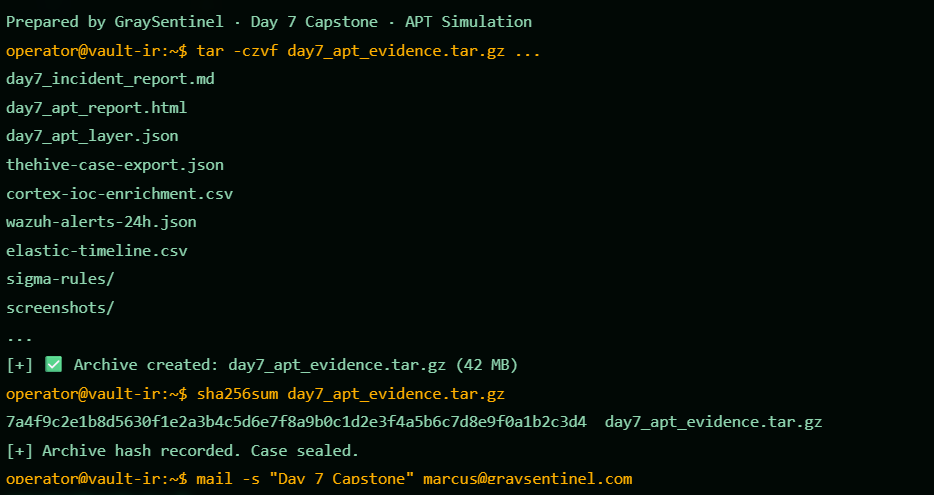 Prepared by GraySentinel · Day 7 Capstone · APT Simulation
operator@vault-ir:~$ tar -czvf day7_apt_evidence.tar.gz ...
day7_incident_report.md
day7_apt_report.html
day7_apt_layer.json
thehive-case-export.json
cortex-ioc-enrichment.csv
wazuh-alerts-24h.json
elastic-timeline.csv
sigma-rules/
screenshots/
...
[+] ✅ Archive created: day7_apt_evidence.tar.gz (42 MB)
operator@vault-ir:~$ sha256sum day7_apt_evidence.tar.gz
7a4f9c2e1b8d5630f1e2a3b4c5d6e7f8a9b0c1d2e3f4a5b6c7d8e9f0a1b2c3d4  day7_apt_evidence.tar.gz
[+] Archive hash recorded. Case sealed.
operator@vault-ir:~$ mail -s "Day 7 Capstone" marcus@graysentinel.com